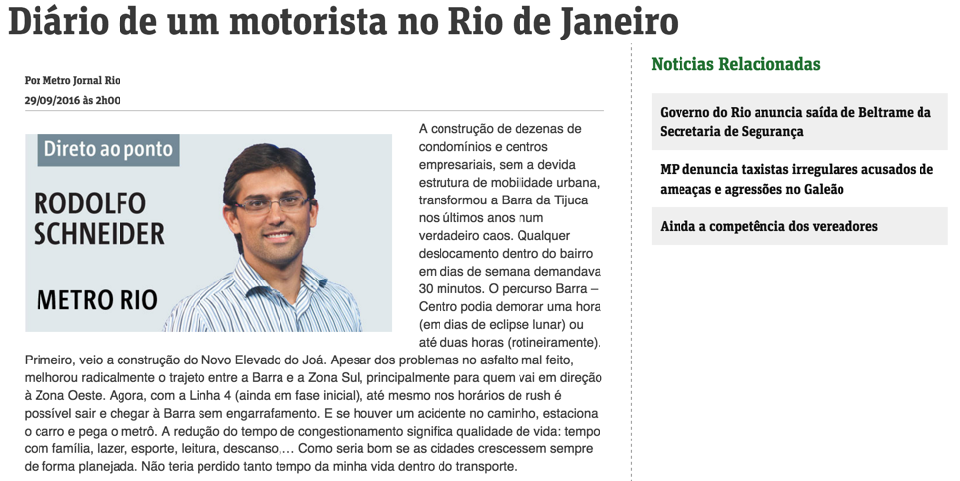 Diário de um motorista no Rio de Janeiro
Por Metro Jornal Rio
29/09/2016 às 2h00
Direto ao ponto
RODOLFO
SCHNEIDER
METRO RIO
A construção de dezenas de
condomínios e centros
empresariais, sem a devida
estrutura de mobilidade urbana,
transformou a Barra da Tijuca
nos últimos anos num
verdadeiro caos. Qualquer
deslocamento dentro do bairro
em dias de semana demandava
30 minutos. O percurso Barra –
Centro podia demorar uma hora
(em dias de eclipse lunar) ou
até duas horas (rotineiramente).
Primeiro, veio a construção do Novo Elevado do Joá. Apesar dos problemas no asfalto mal feito,
melhorou radicalmente o trajeto entre a Barra e a Zona Sul, principalmente para quem vai em direção
à Zona Oeste. Agora, com a Linha 4 (ainda em fase inicial), até mesmo nos horários de rush é
possível sair e chegar à Barra sem engarrafamento. E se houver um acidente no caminho, estaciona
o carro e pega o metrô. A redução do tempo de congestionamento significa qualidade de vida: tempo
com família, lazer, esporte, leitura, descanso,… Como seria bom se as cidades crescessem sempre
de forma planejada. Não teria perdido tanto tempo da minha vida dentro do transporte.
Noticias Relacionadas
Governo do Rio anuncia saída de Beltrame da
Secretaria de Segurança
MP denuncia taxistas irregulares acusados de
ameaças e agressões no Galeão
Ainda a competência dos vereadores